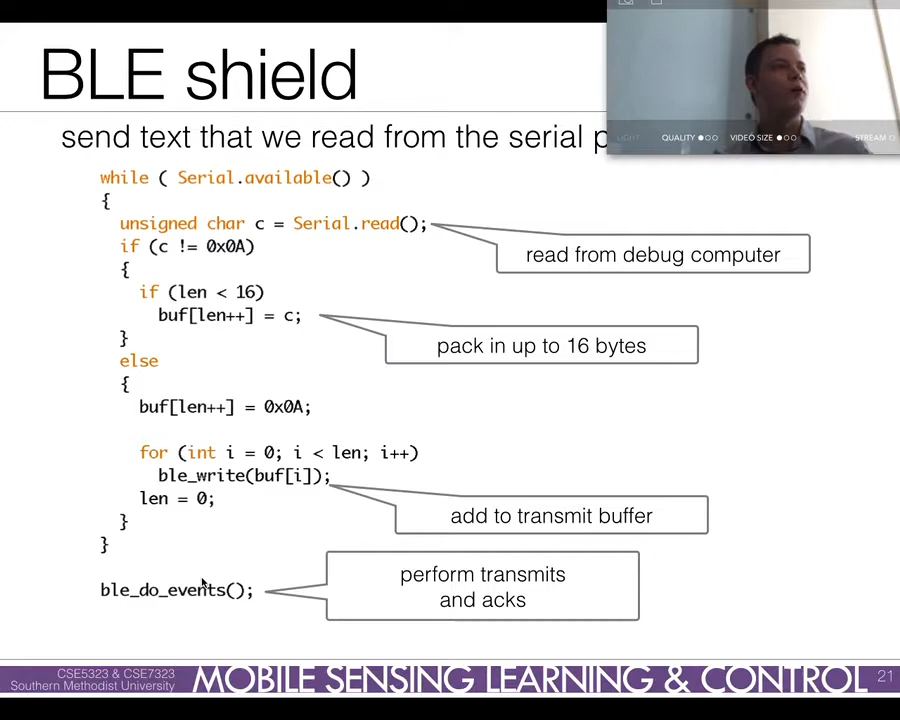 BLE shield
send text that we read from the serial
LIGHT QUALITY VIDEO SIZE STREAM
while ( Serial.available() )
{
unsigned char c = Serial.read();
read from debug computer
if (c != 0x0A)
{
if (len < 16)
buf[len++] = c;
pack in up to 16 bytes
}
else
{
buf[len++] = 0x0A;
for (int i = 0; i < len; i++)
ble_write(buf[i]);
len = 0;
add to transmit buffer
}
}
ble_do_events();
perform transmits
and acks
CSE5323 & CSE7323
Southern Methodist University
MOBILE SENSING LEARNING & CONTROL
21